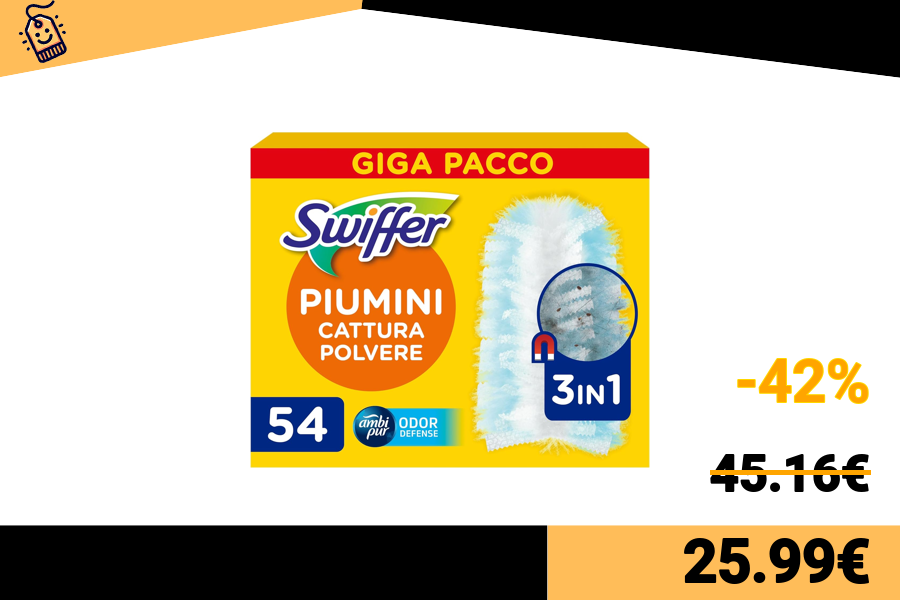 GIGA PACCO
Swiffer
PIUMINI
CATTURA
POLVERE
3IN1
54
ambi
pur
ODOR
DEFENSE
-42%
45.16€
25.99€